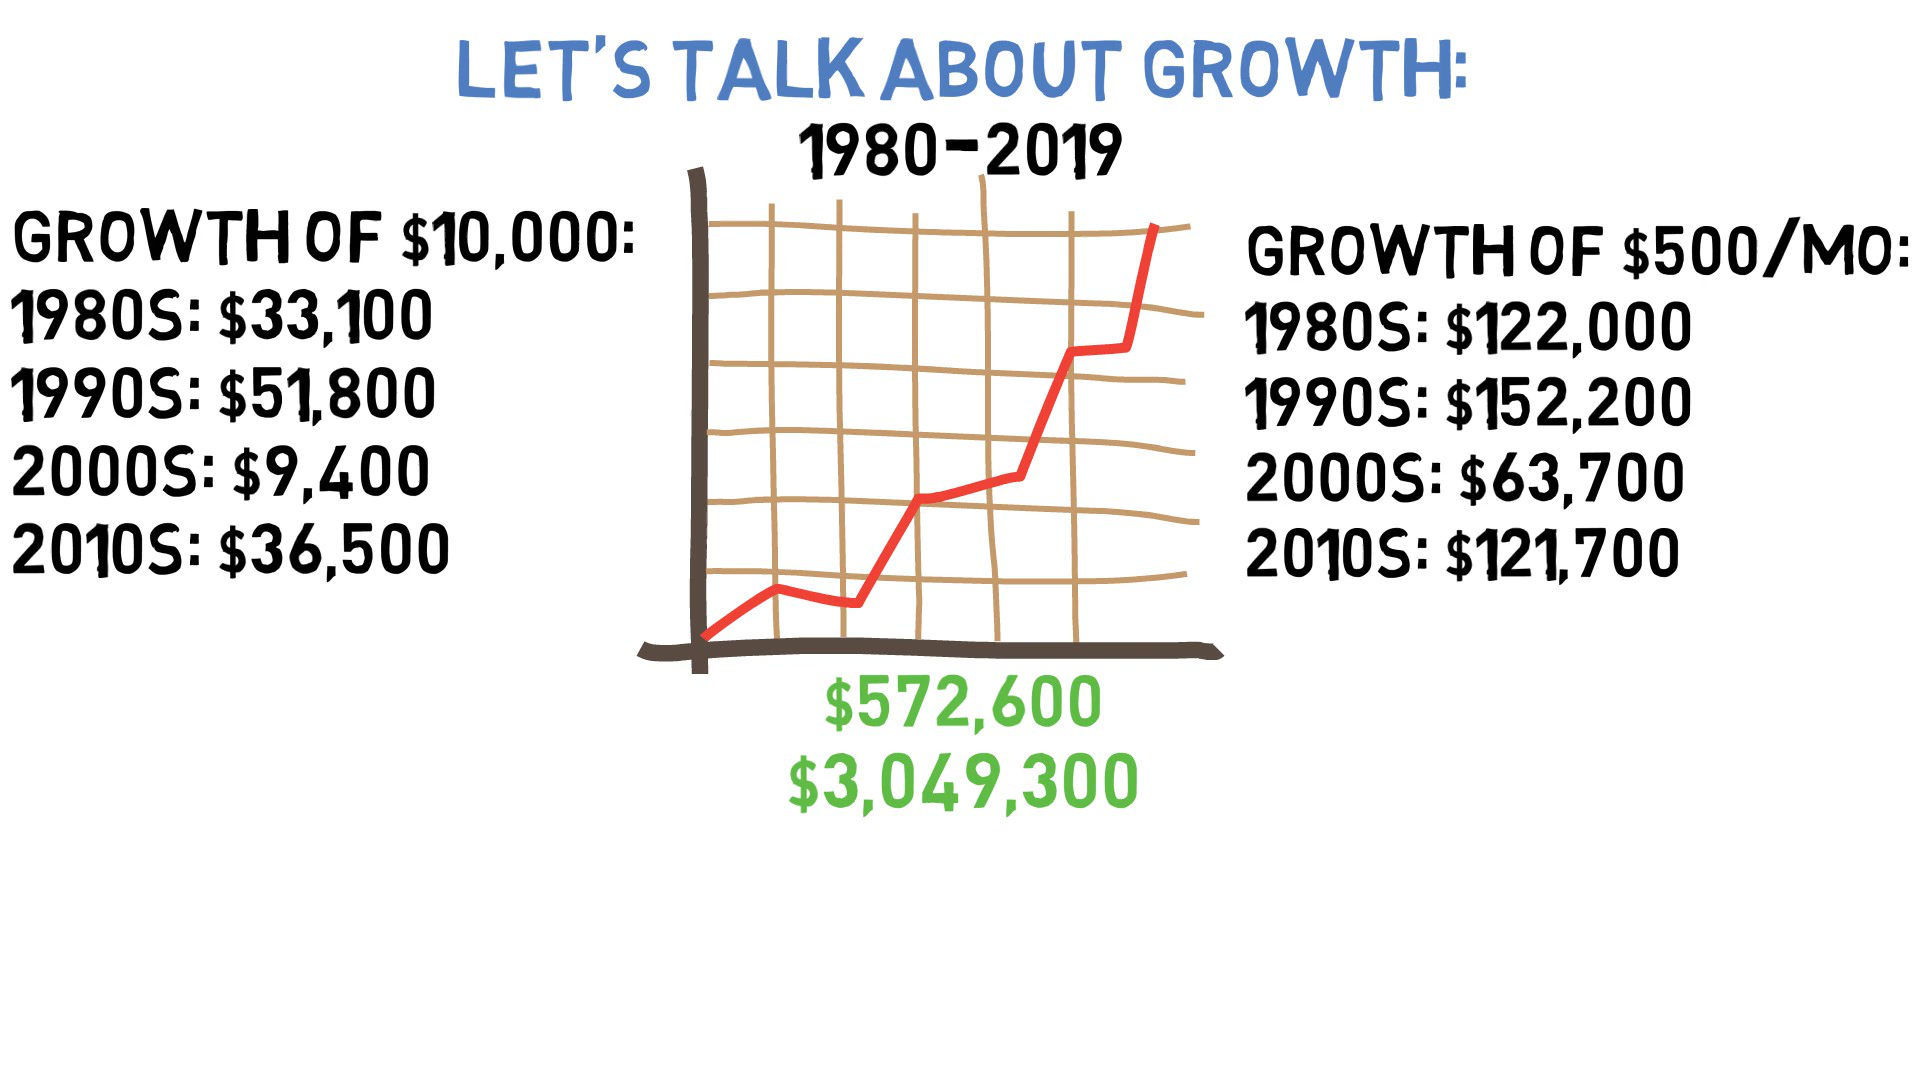 LET'S TALK ABOUT GROWTH:
1980-2019
GROWTH OF $10,000:
1980S: $33,100
1990S: $51,800
2000S: $9,400
2010S: $36,500
GROWTH OF $500/MO:
1980S: $122,000
1990S: $152,200
2000S: $63,700
2010S: $121,700
$572,600
$3,049,300